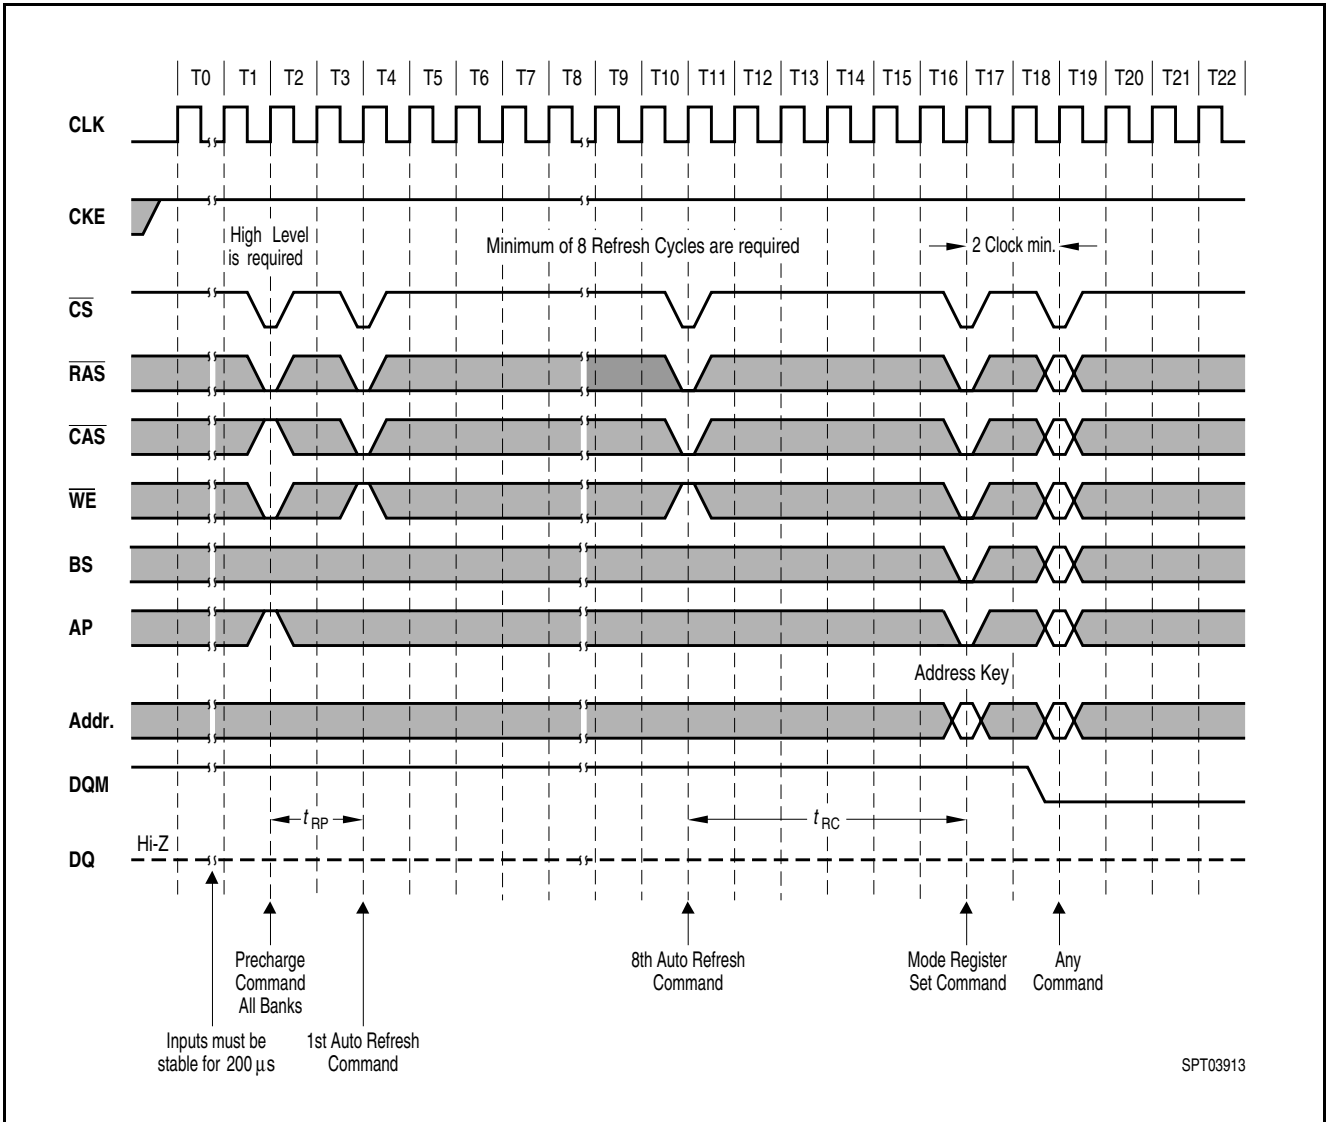 T0 T1 T2 T3 T4 T5 T6 T7 T8 T9 T10 T11 T12 T13 T14 T15 T16 T17 T18 T19 T20 T21 T22
CLK
CKE
High Level
is required
Minimum of 8 Refresh Cycles are required
2 Clock min.
CS
RAS
CAS
WE
BS
AP
Address Key
Addr.
DQM
tRP
tRC
Hi-Z
DQ
Precharge
Command
All Banks
8th Auto Refresh
Command
Mode Register
Set Command
Any
Command
Inputs must be
stable for 200 µs
1st Auto Refresh
Command
SPT03913